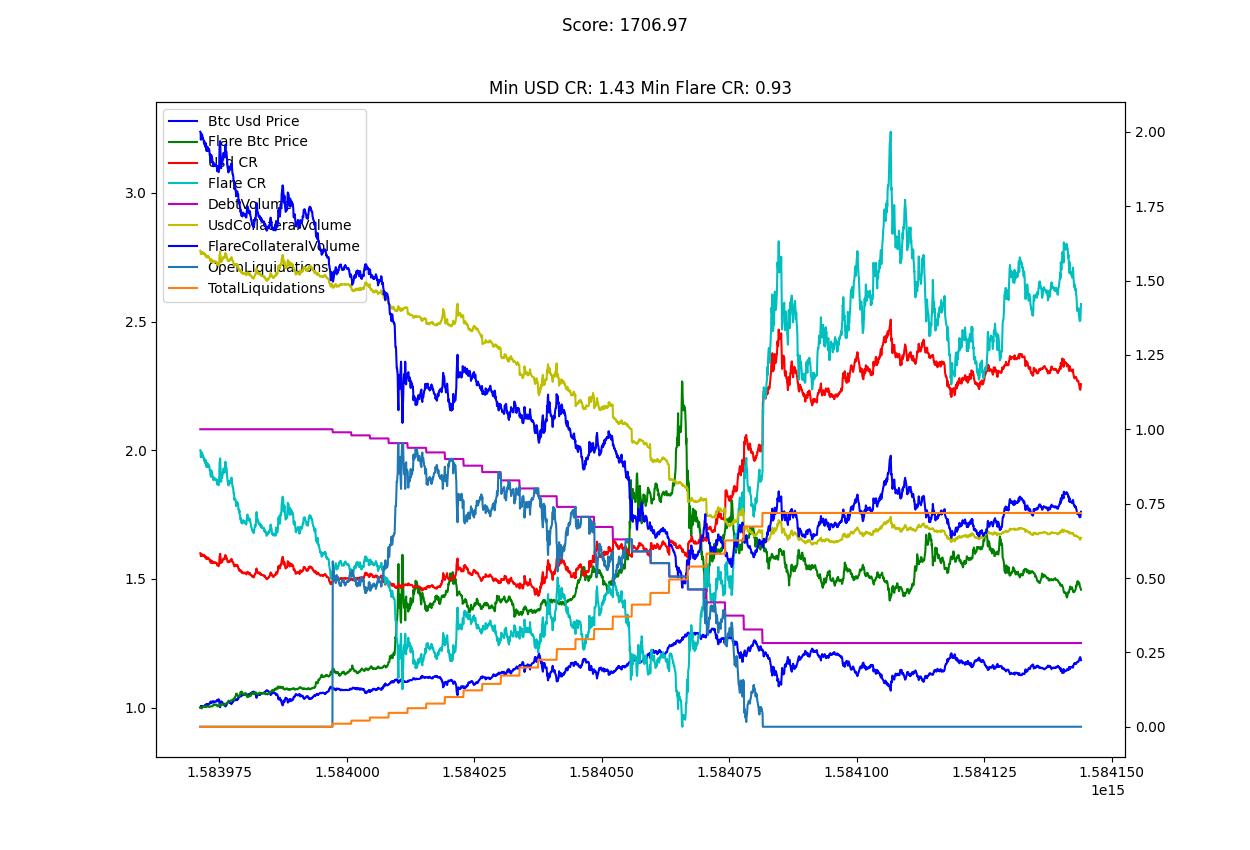 Score: 1706.97
Min USD CR: 1.43 Min Flare CR: 0.93
Btc Usd Price
Flare Btc Price
Usd CR
Flare CR
DebtVolume
UsdCollateralVolume
FlareCollateralVolume
OpenLiquidations
TotalLiquidations
3.0
2.5
2.0
1.5
1.0
2.00
1.75
1.50
1.25
1.00
0.75
0.50
0.25
0.00
1.583975 1.584000 1.584025 1.584050 1.584075 1.584100 1.584125 1.584150
1e15